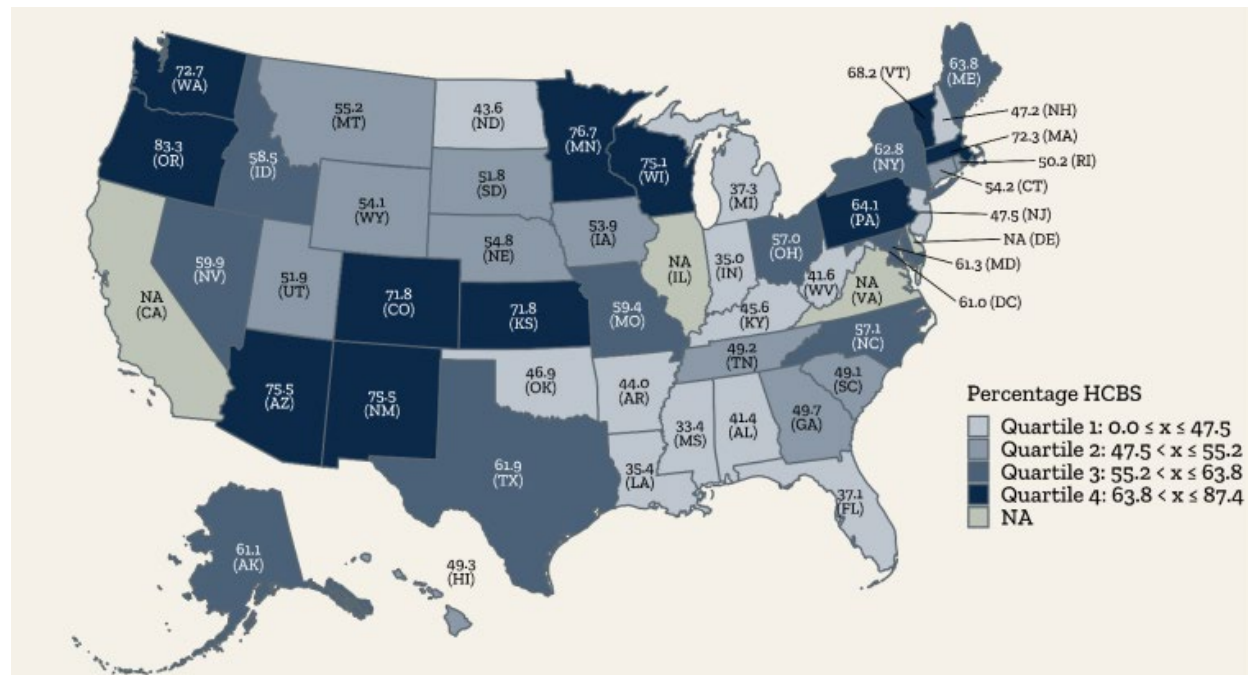 72.7
(WA)
83.3
(OR)
NA
(CA)
58.5
(ID)
59.9
(NV)
55.2
(MT)
54.1
(WY)
51.9
(UT)
75.5
(AZ)
71.8
(CO)
75.5
(NM)
43.6
(ND)
51.8
(SD)
54.8
(NE)
71.8
(KS)
46.9
(OK)
61.9
(TX)
76.7
(MN)
53.9
(IA)
59.4
(MO)
44.0
(AR)
35.4
(LA)
75.1
(WI)
NA
(IL)
37.3
(MI)
35.0
(IN)
57.0
(OH)
45.6
(KY)
49.2
(TN)
33.4
(MS)
41.4
(AL)
49.7
(GA)
37.1
(FL)
49.1
(SC)
57.1
(NC)
NA
(VA)
41.6
(WV)
64.1
(PA)
62.8
(NY)
68.2 (VT)
63.8
(ME)
47.2 (NH)
72.3 (MA)
50.2 (RI)
54.2 (CT)
47.5 (NJ)
NA (DE)
61.3 (MD)
61.0 (DC)
61.1
(AK)
49.3
(HI)
Percentage HCBS
Quartile 1: 0.0 ≤ x ≤ 47.5
Quartile 2: 47.5 < x ≤ 55.2
Quartile 3: 55.2 < x ≤ 63.8
Quartile 4: 63.8 < x ≤ 87.4
NA